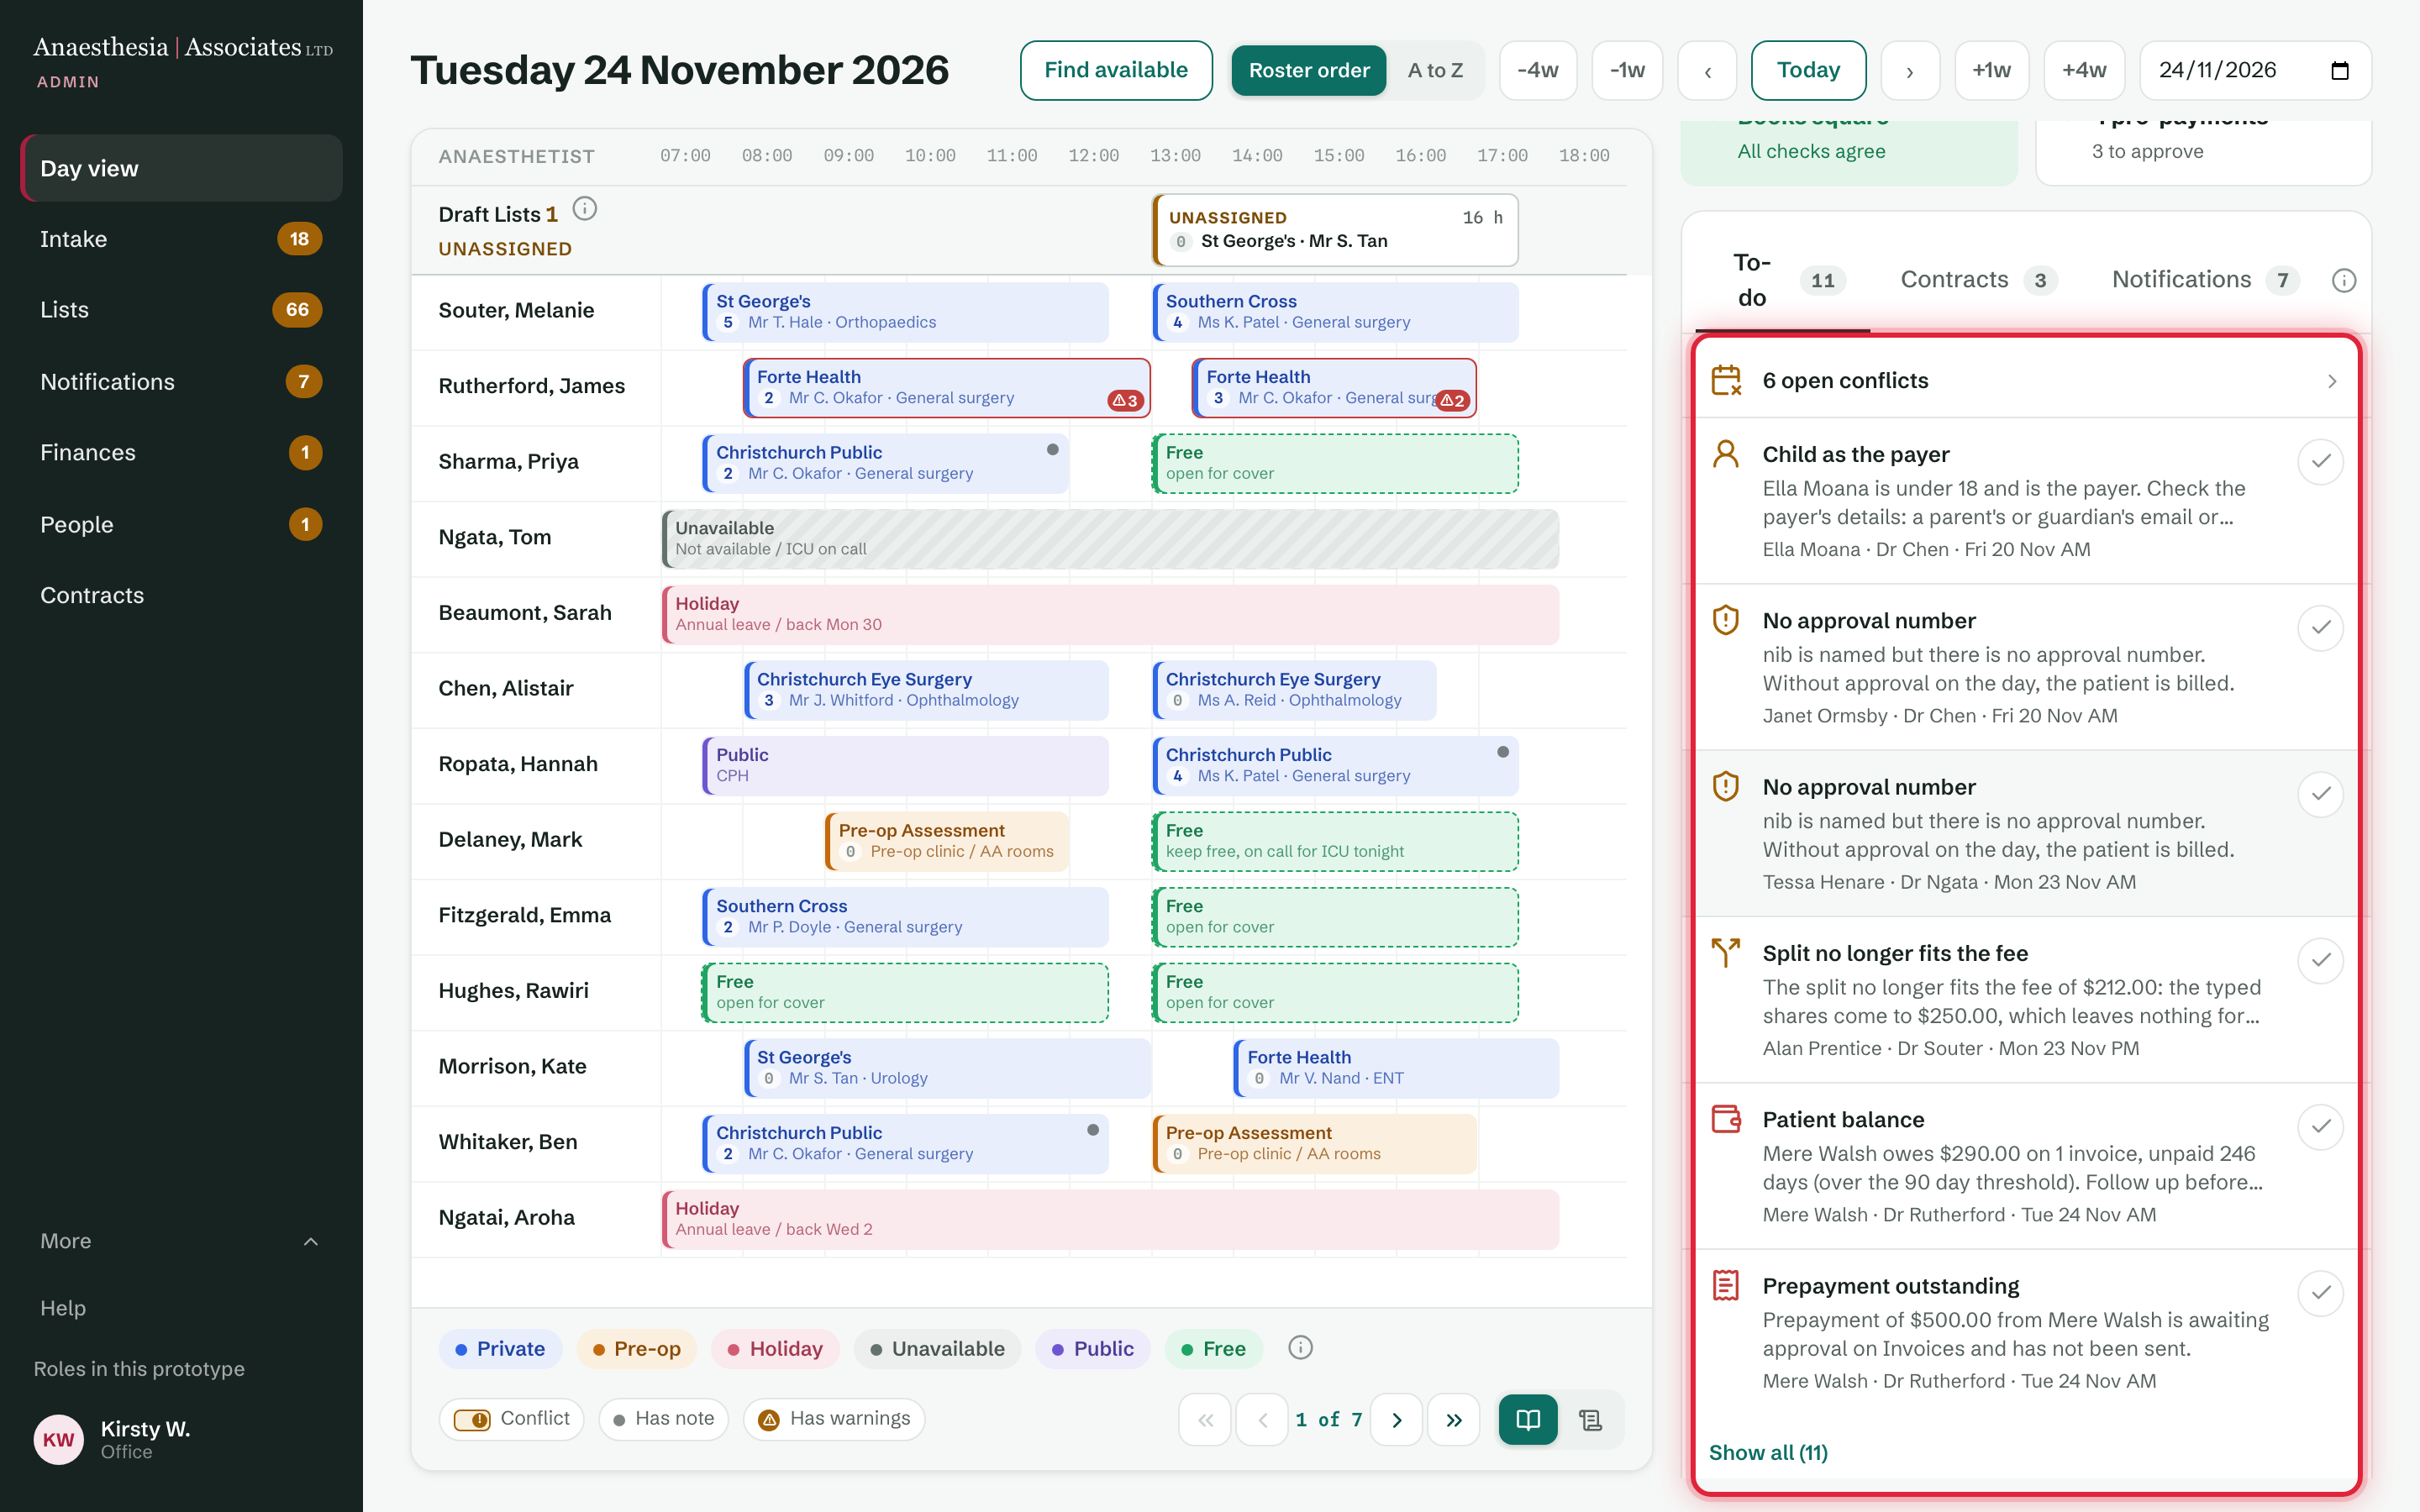 Anaesthesia | Associates LTD
ADMIN
Day view
Intake 18
Lists 66
Notifications 7
Finances 1
People 1
Contracts
More
Help
Roles in this prototype
KW
Kirsty W.
Office
Tuesday 24 November 2026
Find available
Roster order
A to Z
-4w
-1w
‹
Today
›
+1w
+4w
24/11/2026
ANAESTHETIST 07:00 08:00 09:00 10:00 11:00 12:00 13:00 14:00 15:00 16:00 17:00 18:00
Draft Lists 1
UNASSIGNED
UNASSIGNED 16 h
0 St George's · Mr S. Tan
Souter, Melanie
St George's
5 Mr T. Hale · Orthopaedics
Southern Cross
4 Ms K. Patel · General surgery
Rutherford, James
Forte Health
2 Mr C. Okafor · General surgery
3
Forte Health
3 Mr C. Okafor · General surg
2
Sharma, Priya
Christchurch Public
2 Mr C. Okafor · General surgery
Free
open for cover
Ngata, Tom
Unavailable
Not available / ICU on call
Beaumont, Sarah
Holiday
Annual leave / back Mon 30
Chen, Alistair
Christchurch Eye Surgery
3 Mr J. Whitford · Ophthalmology
Christchurch Eye Surgery
0 Ms A. Reid · Ophthalmology
Ropata, Hannah
Public
CPH
Christchurch Public
4 Ms K. Patel · General surgery
Delaney, Mark
Pre-op Assessment
0 Pre-op clinic / AA rooms
Free
keep free, on call for ICU tonight
Fitzgerald, Emma
Southern Cross
2 Mr P. Doyle · General surgery
Free
open for cover
Hughes, Rawiri
Free
open for cover
Free
open for cover
Morrison, Kate
St George's
0 Mr S. Tan · Urology
Forte Health
0 Mr V. Nand · ENT
Whitaker, Ben
Christchurch Public
2 Mr C. Okafor · General surgery
Pre-op Assessment
0 Pre-op clinic / AA rooms
Ngatai, Aroha
Holiday
Annual leave / back Wed 2
Private
Pre-op
Holiday
Unavailable
Public
Free
Conflict
Has note
Has warnings
1 of 7
All checks agree
3 to approve
To-do 11
Contracts 3
Notifications 7
6 open conflicts
Child as the payer
Ella Moana is under 18 and is the payer. Check the
payer's details: a parent's or guardian's email or…
Ella Moana · Dr Chen · Fri 20 Nov AM
No approval number
nib is named but there is no approval number.
Without approval on the day, the patient is billed.
Janet Ormsby · Dr Chen · Fri 20 Nov AM
No approval number
nib is named but there is no approval number.
Without approval on the day, the patient is billed.
Tessa Henare · Dr Ngata · Mon 23 Nov AM
Split no longer fits the fee
The split no longer fits the fee of $212.00: the typed
shares come to $250.00, which leaves nothing for…
Alan Prentice · Dr Souter · Mon 23 Nov PM
Patient balance
Mere Walsh owes $290.00 on 1 invoice, unpaid 246
days (over the 90 day threshold). Follow up before…
Mere Walsh · Dr Rutherford · Tue 24 Nov AM
Prepayment outstanding
Prepayment of $500.00 from Mere Walsh is awaiting
approval on Invoices and has not been sent.
Mere Walsh · Dr Rutherford · Tue 24 Nov AM
Show all (11)